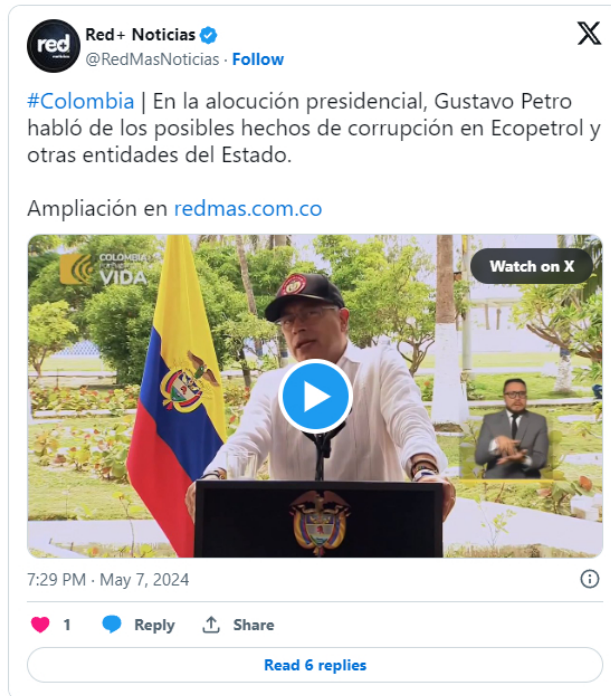 red
noticias
Red+ Noticias
@RedMasNoticias · Follow
#Colombia | En la alocución presidencial, Gustavo Petro
habló de los posibles hechos de corrupción en Ecopetrol y
otras entidades del Estado.
Ampliación en redmas.com.co
COLOMBIA
VIDA
Watch on X
7:29 PM · May 7, 2024
1 Reply Share
Read 6 replies